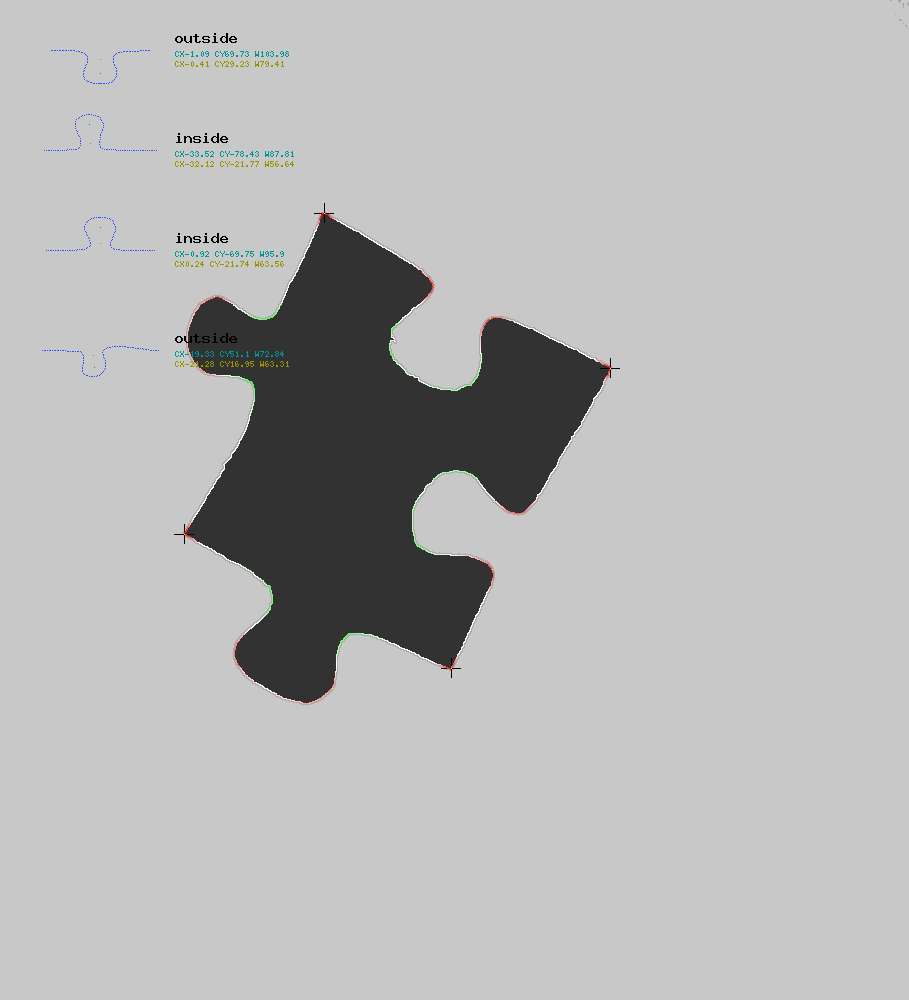 outside
CX-1.09 CY69.73 W103.98
CX-0.41 CY29.23 W79.41
inside
CX-33.52 CY-78.43 W87.81
CX-32.12 CY-21.77 W56.64
inside
CX-0.92 CY-69.75 W95.9
CX0.24 CY-21.74 W63.56
outside
CX-19.33 CY51.1 W72.84
CX-21.28 CY16.95 W63.31